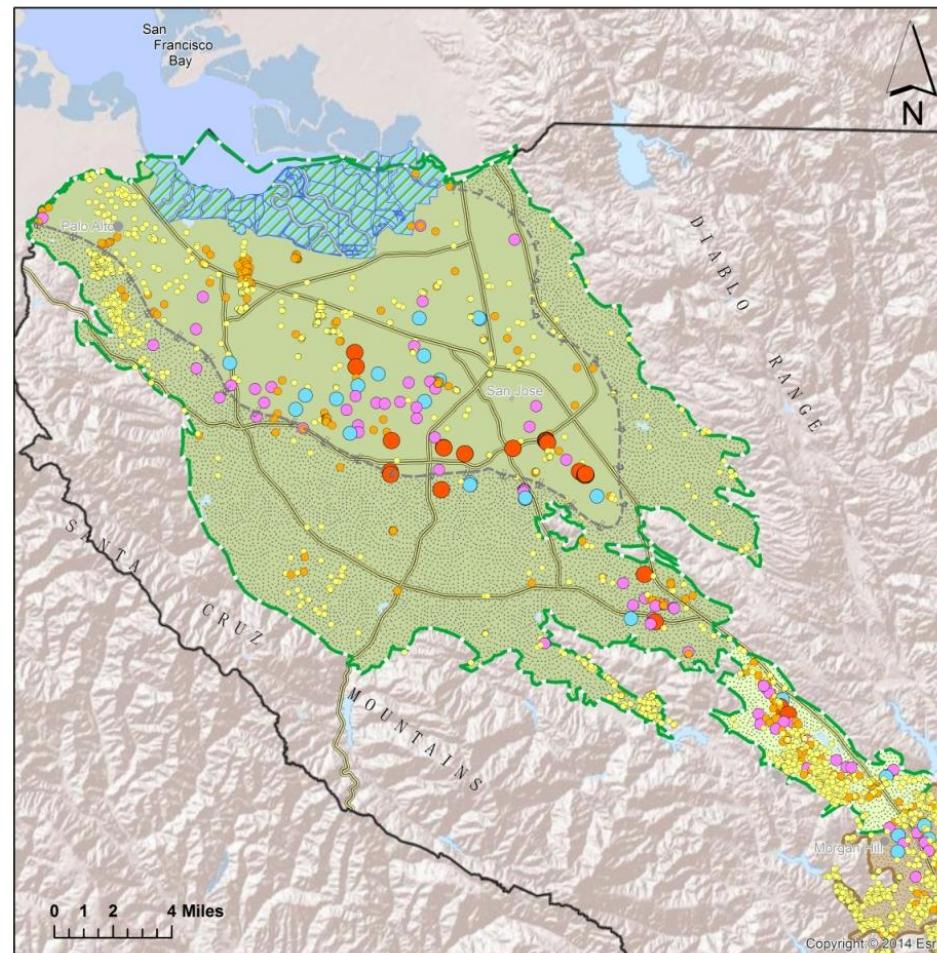 San
Francisco
Bay
N
Palo Alto
DIABLO
RANGE
San Jose
SANTA
CRUZ
MOUNTAINS
Morgan Hill
0 1 2 4 Miles
Copyright © 2014 Esr